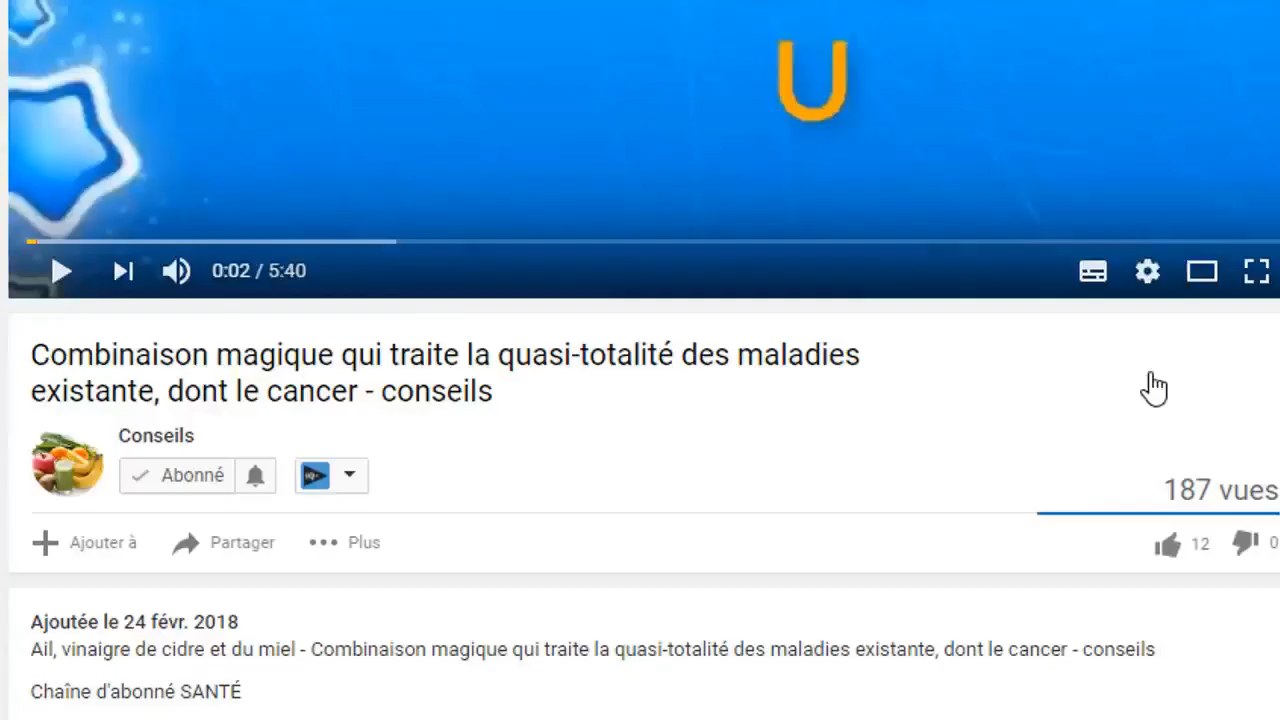 U
0:02 / 5:40
Combinaison magique qui traite la quasi-totalité des maladies
existante, dont le cancer - conseils
Conseils
Abonné
187 vues
Ajouter à
Partager
Plus
12
0
Ajoutée le 24 févr. 2018
Ail, vinaigre de cidre et du miel - Combinaison magique qui traite la quasi-totalité des maladies existante, dont le cancer - conseils
Chaîne d'abonné SANTÉ